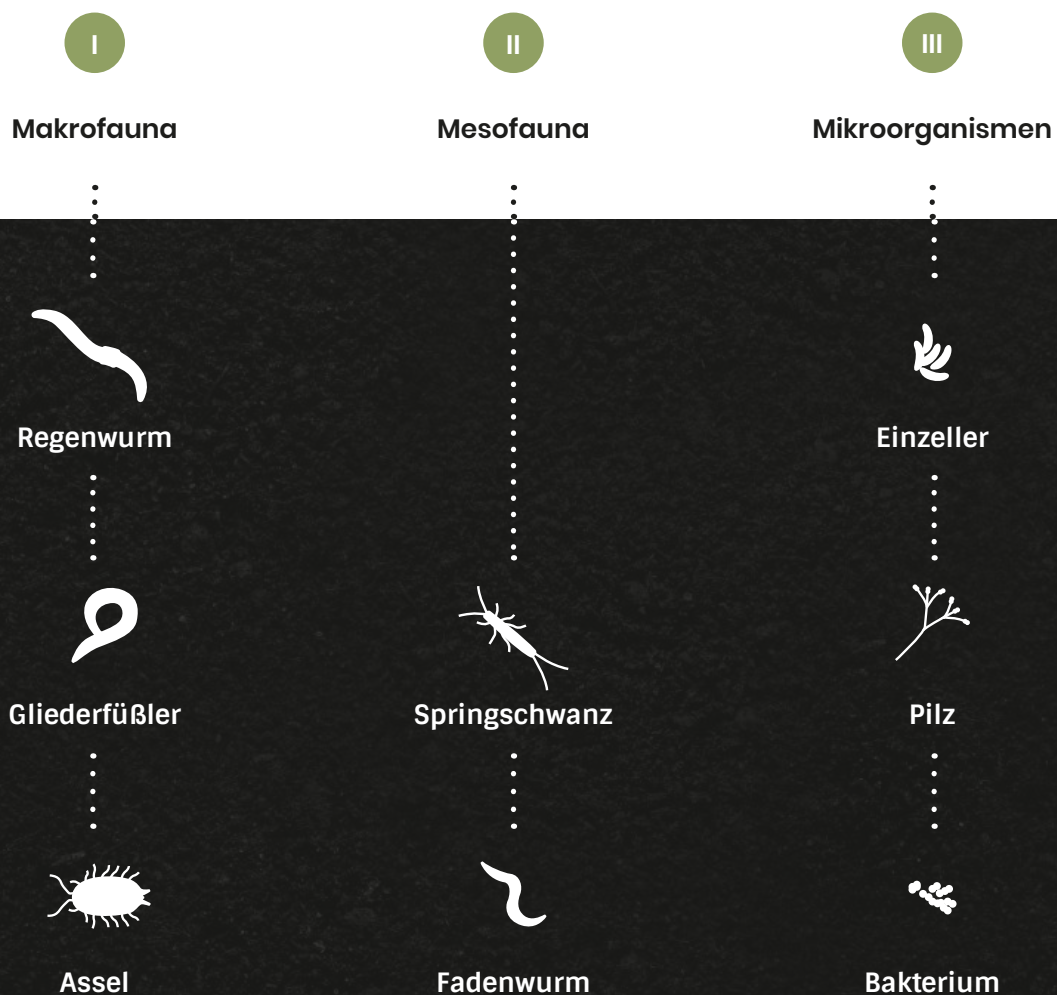 I
II
III
Makrofauna
Mesofauna
Mikroorganismen
Regenwurm
Einzeller
Gliederfüßler
Springschwanz
Pilz
Assel
Fadenwurm
Bakterium